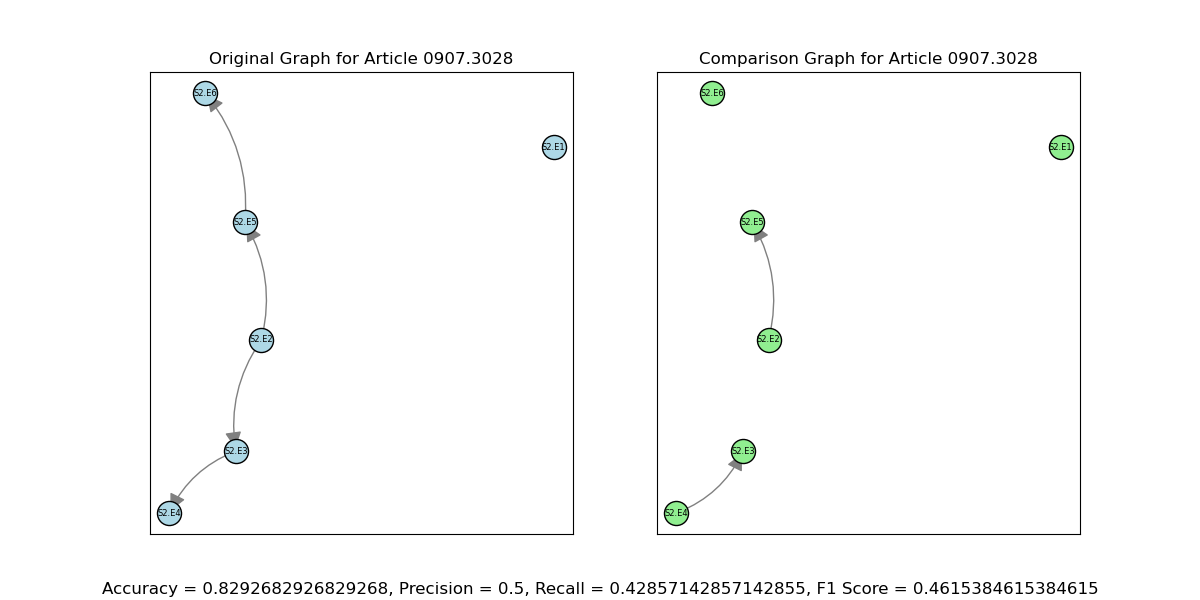 Original Graph for Article 0907.3028
Comparison Graph for Article 0907.3028
S2.E6
S2.E1
S2.E5
S2.E2
S2.E3
S2.E4
S2.E6
S2.E1
S2.E5
S2.E2
S2.E3
S2.E4
Accuracy = 0.8292682926829268, Precision = 0.5, Recall = 0.42857142857142855, F1 Score = 0.4615384615384615